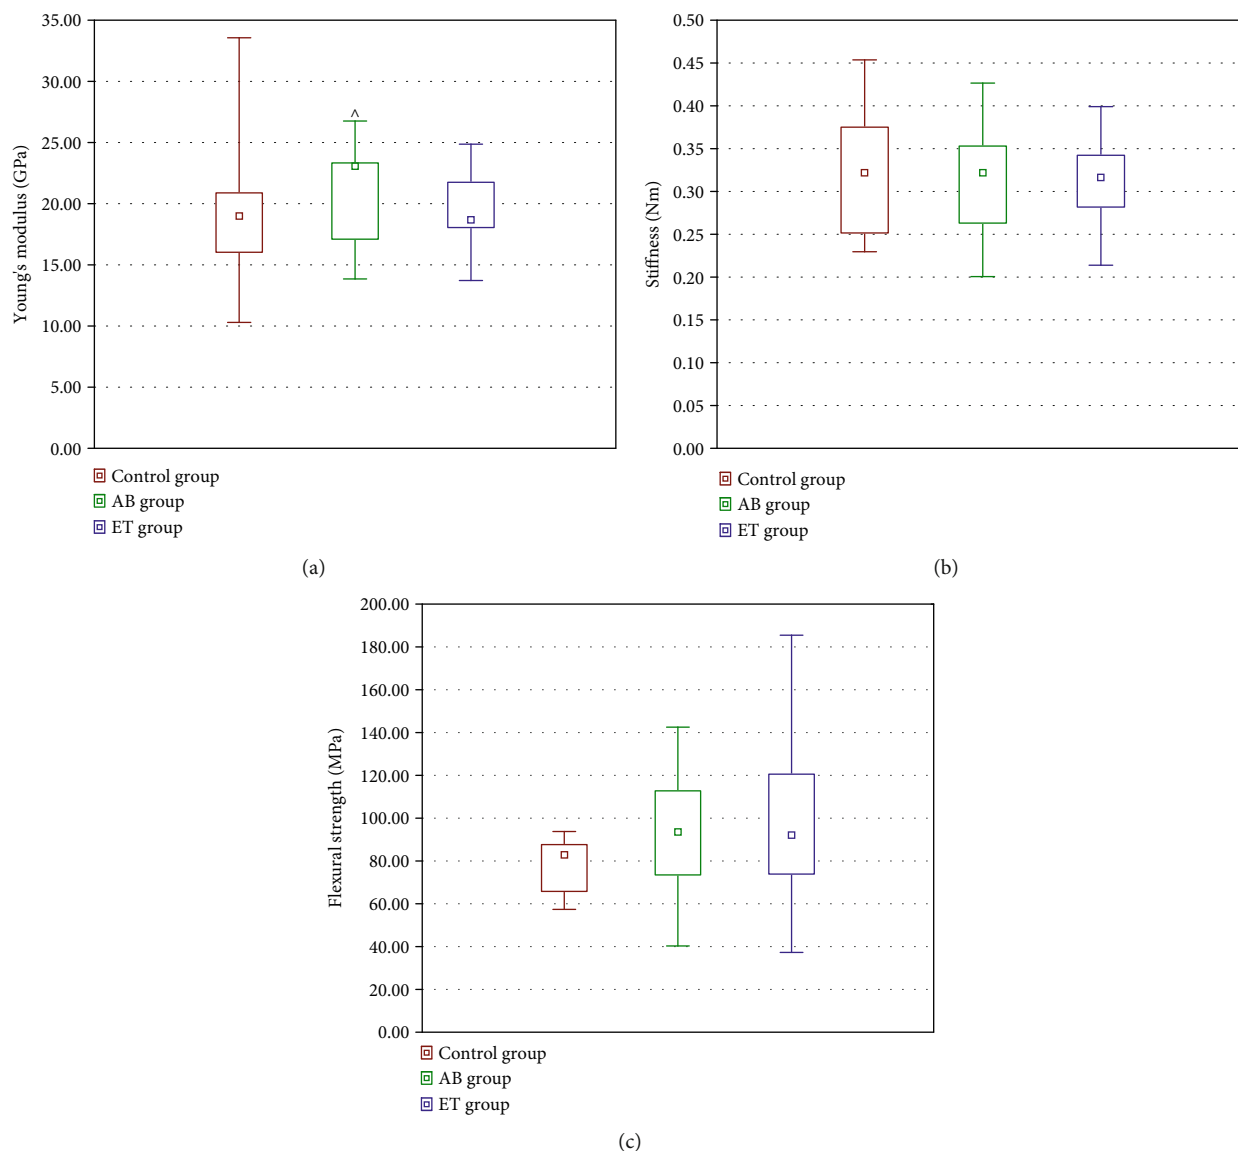 35.00
30.00
25.00
20.00
15.00
10.00
5.00
0.00
Young's modulus (GPa)
^
Control group
AB group
ET group
(a)
0.50
0.45
0.40
0.35
0.30
0.25
0.20
0.15
0.10
0.05
0.00
Stiffness (Nm)
Control group
AB group
ET group
(b)
200.00
180.00
160.00
140.00
120.00
100.00
80.00
60.00
40.00
20.00
0.00
Flexural strength (MPa)
Control group
AB group
ET group
(c)